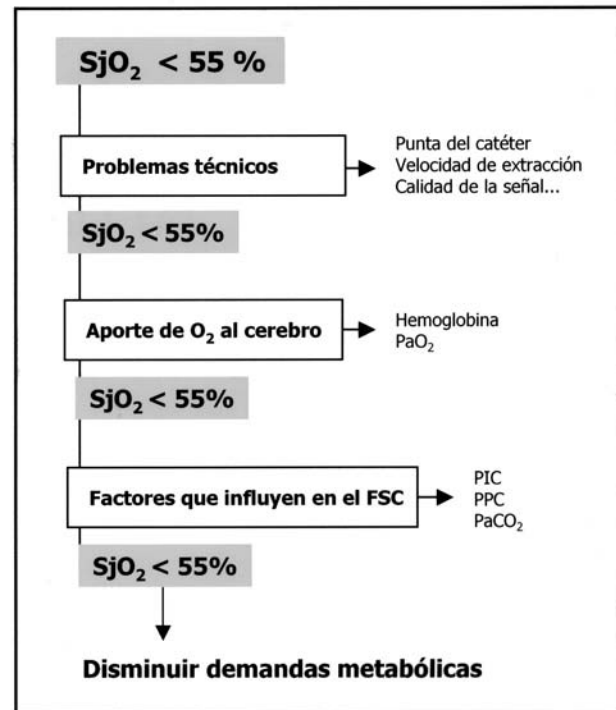 SjO₂ < 55 %
Problemas técnicos
Punta del catéter
Velocidad de extracción
Calidad de la señal...
SjO₂ < 55%
Aporte de O₂ al cerebro
Hemoglobina
PaO₂
SjO₂ < 55%
Factores que influyen en el FSC
PIC
PPC
PaCO₂
SjO₂ < 55%
Disminuir demandas metabólicas